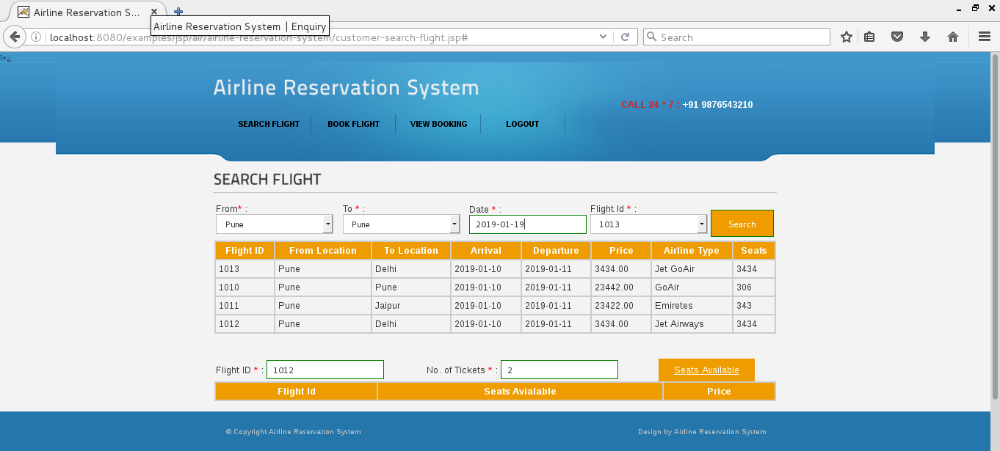 Airline Reservation S...
Airline Reservation System | Enquiry
localhost:8080/examples/jsp/air/airline-reservation-system/customer-search-flight.jsp#
Search
ï»¿
Airline Reservation System
CALL 24 * 7 : +91 9876543210
SEARCH FLIGHT BOOK FLIGHT VIEW BOOKING LOGOUT
SEARCH FLIGHT
From* : To * : Date * : Flight Id * :
Pune Pune 2019-01-19 1013 Search
Flight ID From Location To Location Arrival Departure Price Airline Type Seats
1013 Pune Delhi 2019-01-10 2019-01-11 3434.00 Jet GoAir 3434
1010 Pune Pune 2019-01-10 2019-01-11 23442.00 GoAir 306
1011 Pune Jaipur 2019-01-10 2019-01-11 23422.00 Emiretes 343
1012 Pune Delhi 2019-01-10 2019-01-11 3434.00 Jet Airways 3434
Flight ID * : 1012 No. of Tickets * : 2 Seats Available
Flight Id Seats Avialable Price
© Copyright Airline Reservation System Design by Airline Reservation System